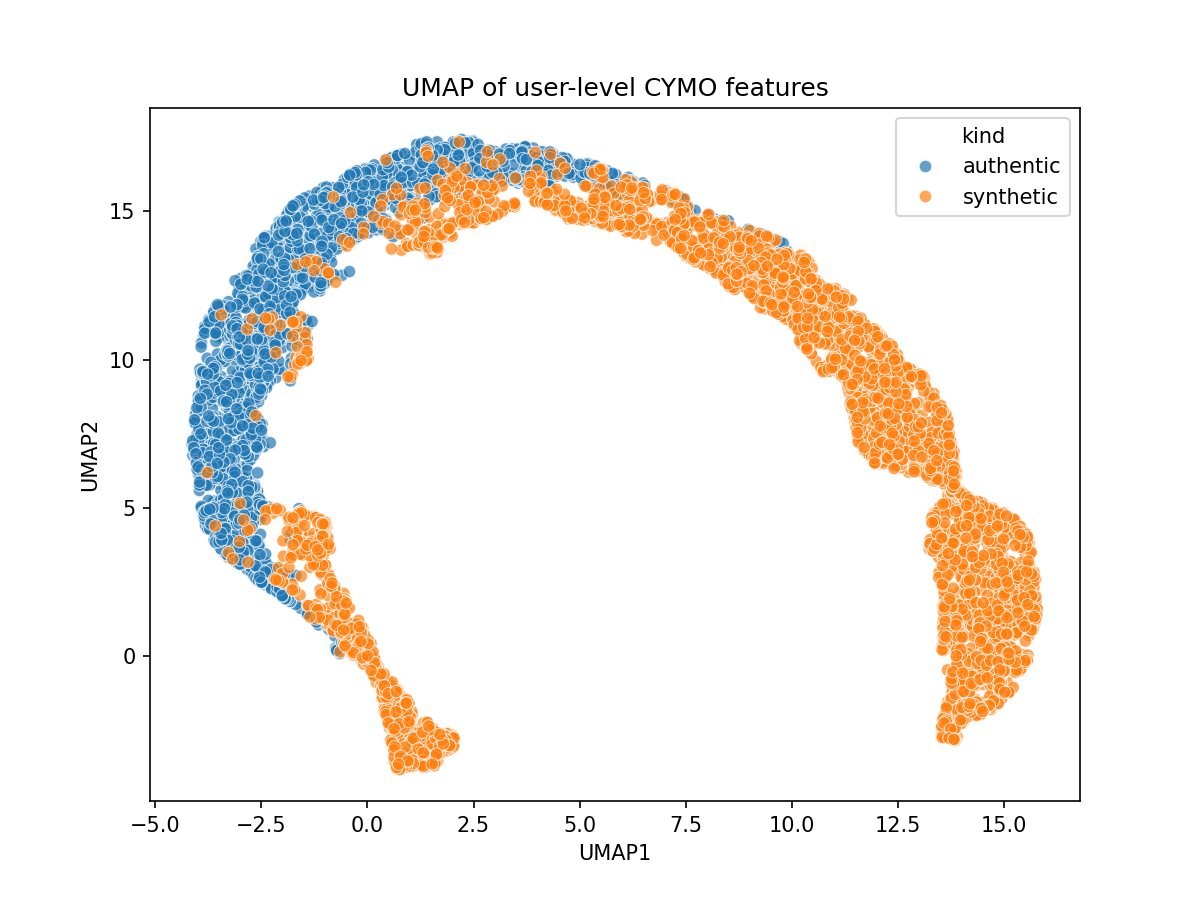 UMAP of user-level CYMO features
kind
authentic
synthetic
UMAP2
15
10
5
0
−5.0 −2.5 0.0 2.5 5.0 7.5 10.0 12.5 15.0
UMAP1